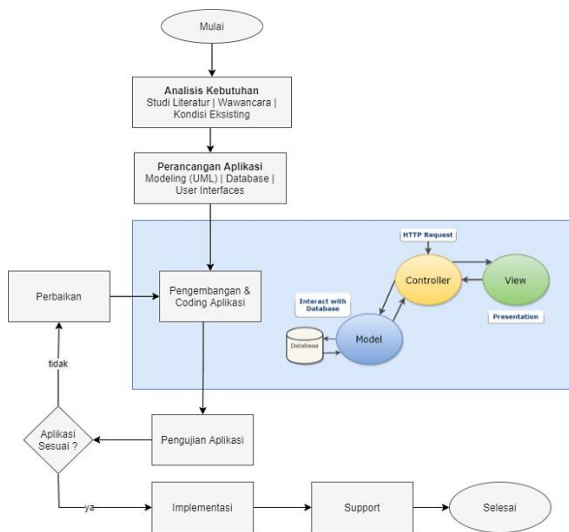 Mulai
Analisis Kebutuhan
Studi Literatur | Wawancara |
Kondisi Eksisting
Perancangan Aplikasi
Modeling (UML) | Database |
User Interfaces
HTTP Request
Controller
View
Presentation
Interact with
Database
Database
Model
Perbaikan
Pengembangan &
Coding Aplikasi
tidak
Aplikasi
Sesuai ?
Pengujian Aplikasi
ya
Implementasi
Support
Selesai